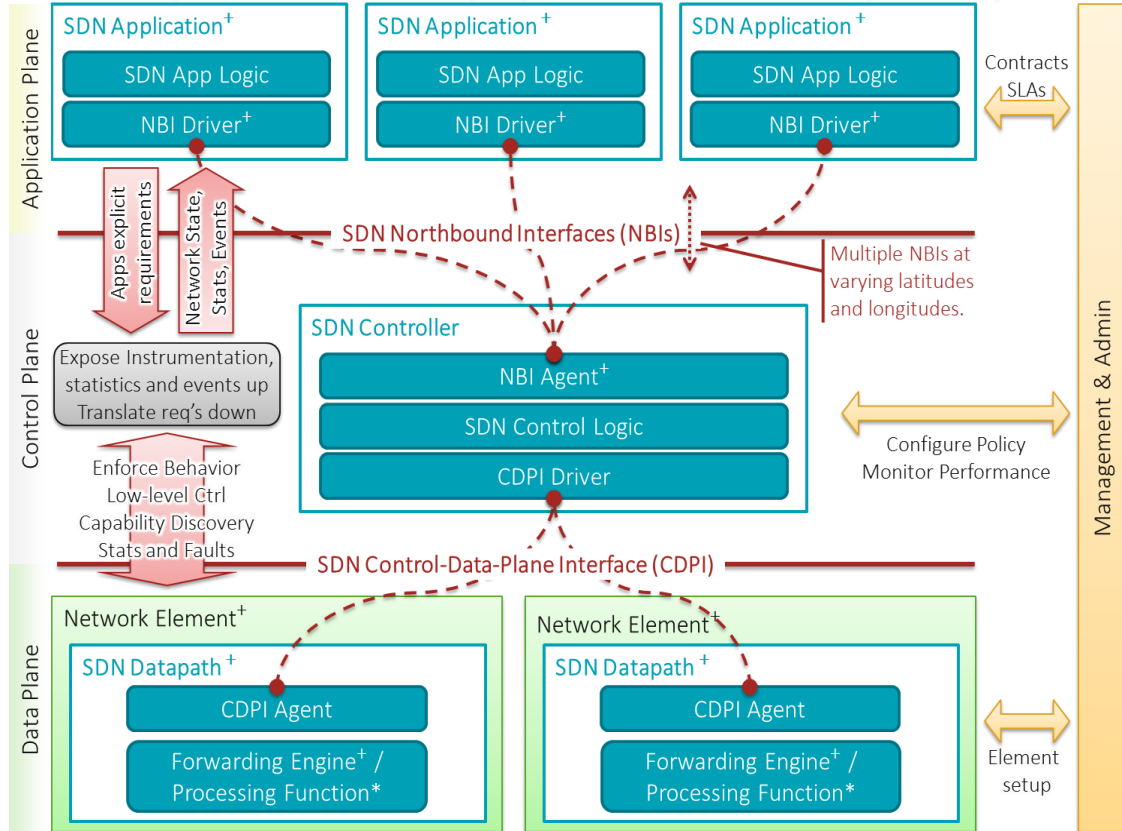 Application Plane
SDN Application+
SDN App Logic
NBI Driver+
SDN Application+
SDN App Logic
NBI Driver+
SDN Application+
SDN App Logic
NBI Driver+
Contracts
SLAs
Apps explicit
requirements
Network State,
Stats, Events
SDN Northbound Interfaces (NBIs)
Multiple NBIs at
varying latitudes
and longitudes.
Control Plane
Expose Instrumentation,
statistics and events up
Translate req's down
SDN Controller
NBI Agent+
SDN Control Logic
CDPI Driver
Configure Policy
Monitor Performance
Management & Admin
Enforce Behavior
Low-level Ctrl
Capability Discovery
Stats and Faults
SDN Control-Data-Plane Interface (CDPI)
Data Plane
Network Element+
SDN Datapath+
CDPI Agent
Forwarding Engine+ /
Processing Function*
Network Element+
SDN Datapath+
CDPI Agent
Forwarding Engine+ /
Processing Function*
Element
setup